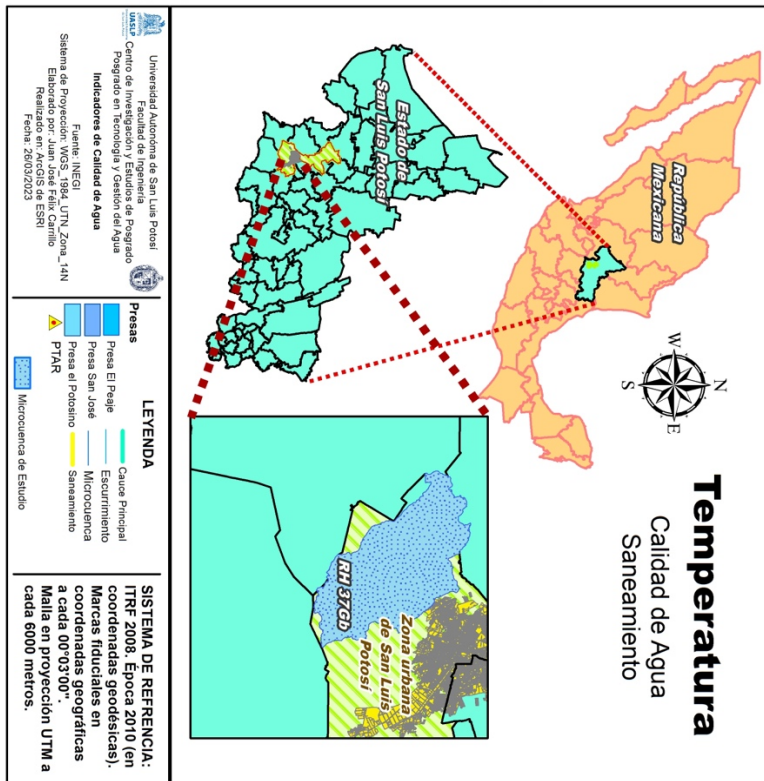 Temperatura
Calidad de Agua
Saneamiento
N
W
E
S
República
Mexicana
Estado de
San Luis Potosí
RH 37Gb
Zona urbana
de San Luis
Potosi
Universidad Autónoma de San Luis Potosí
Facultad de Ingeniería
Centro de Investigación y Estudios de Posgrado
Posgrado en Tecnología y Gestión del Agua
Indicadores de Calidad de Agua
Fuente: INEGI
Sistema de Proyección: WGS_1984_UTN_Zona_14N
Elaborado por: Juan José Félix Carrillo
Realizado en: ArcGIS de ESRI
Fecha: 26/03/2023
UASLP
LEYENDA
Presas
Presa El Peaje
Presa San José
Presa el Potosino
PTAR
Cauce Principal
Escurrimiento
Microcuenca
Saneamiento
Microcuenca de Estudio
SISTEMA DE REFRENCIA:
ITRF 2008, Época 2010 (en
coordenadas geodésicas).
Marcas fiduciales en
coordenadas geográficas
a cada 00°03'00".
Malla en proyección UTM a
cada 6000 metros.